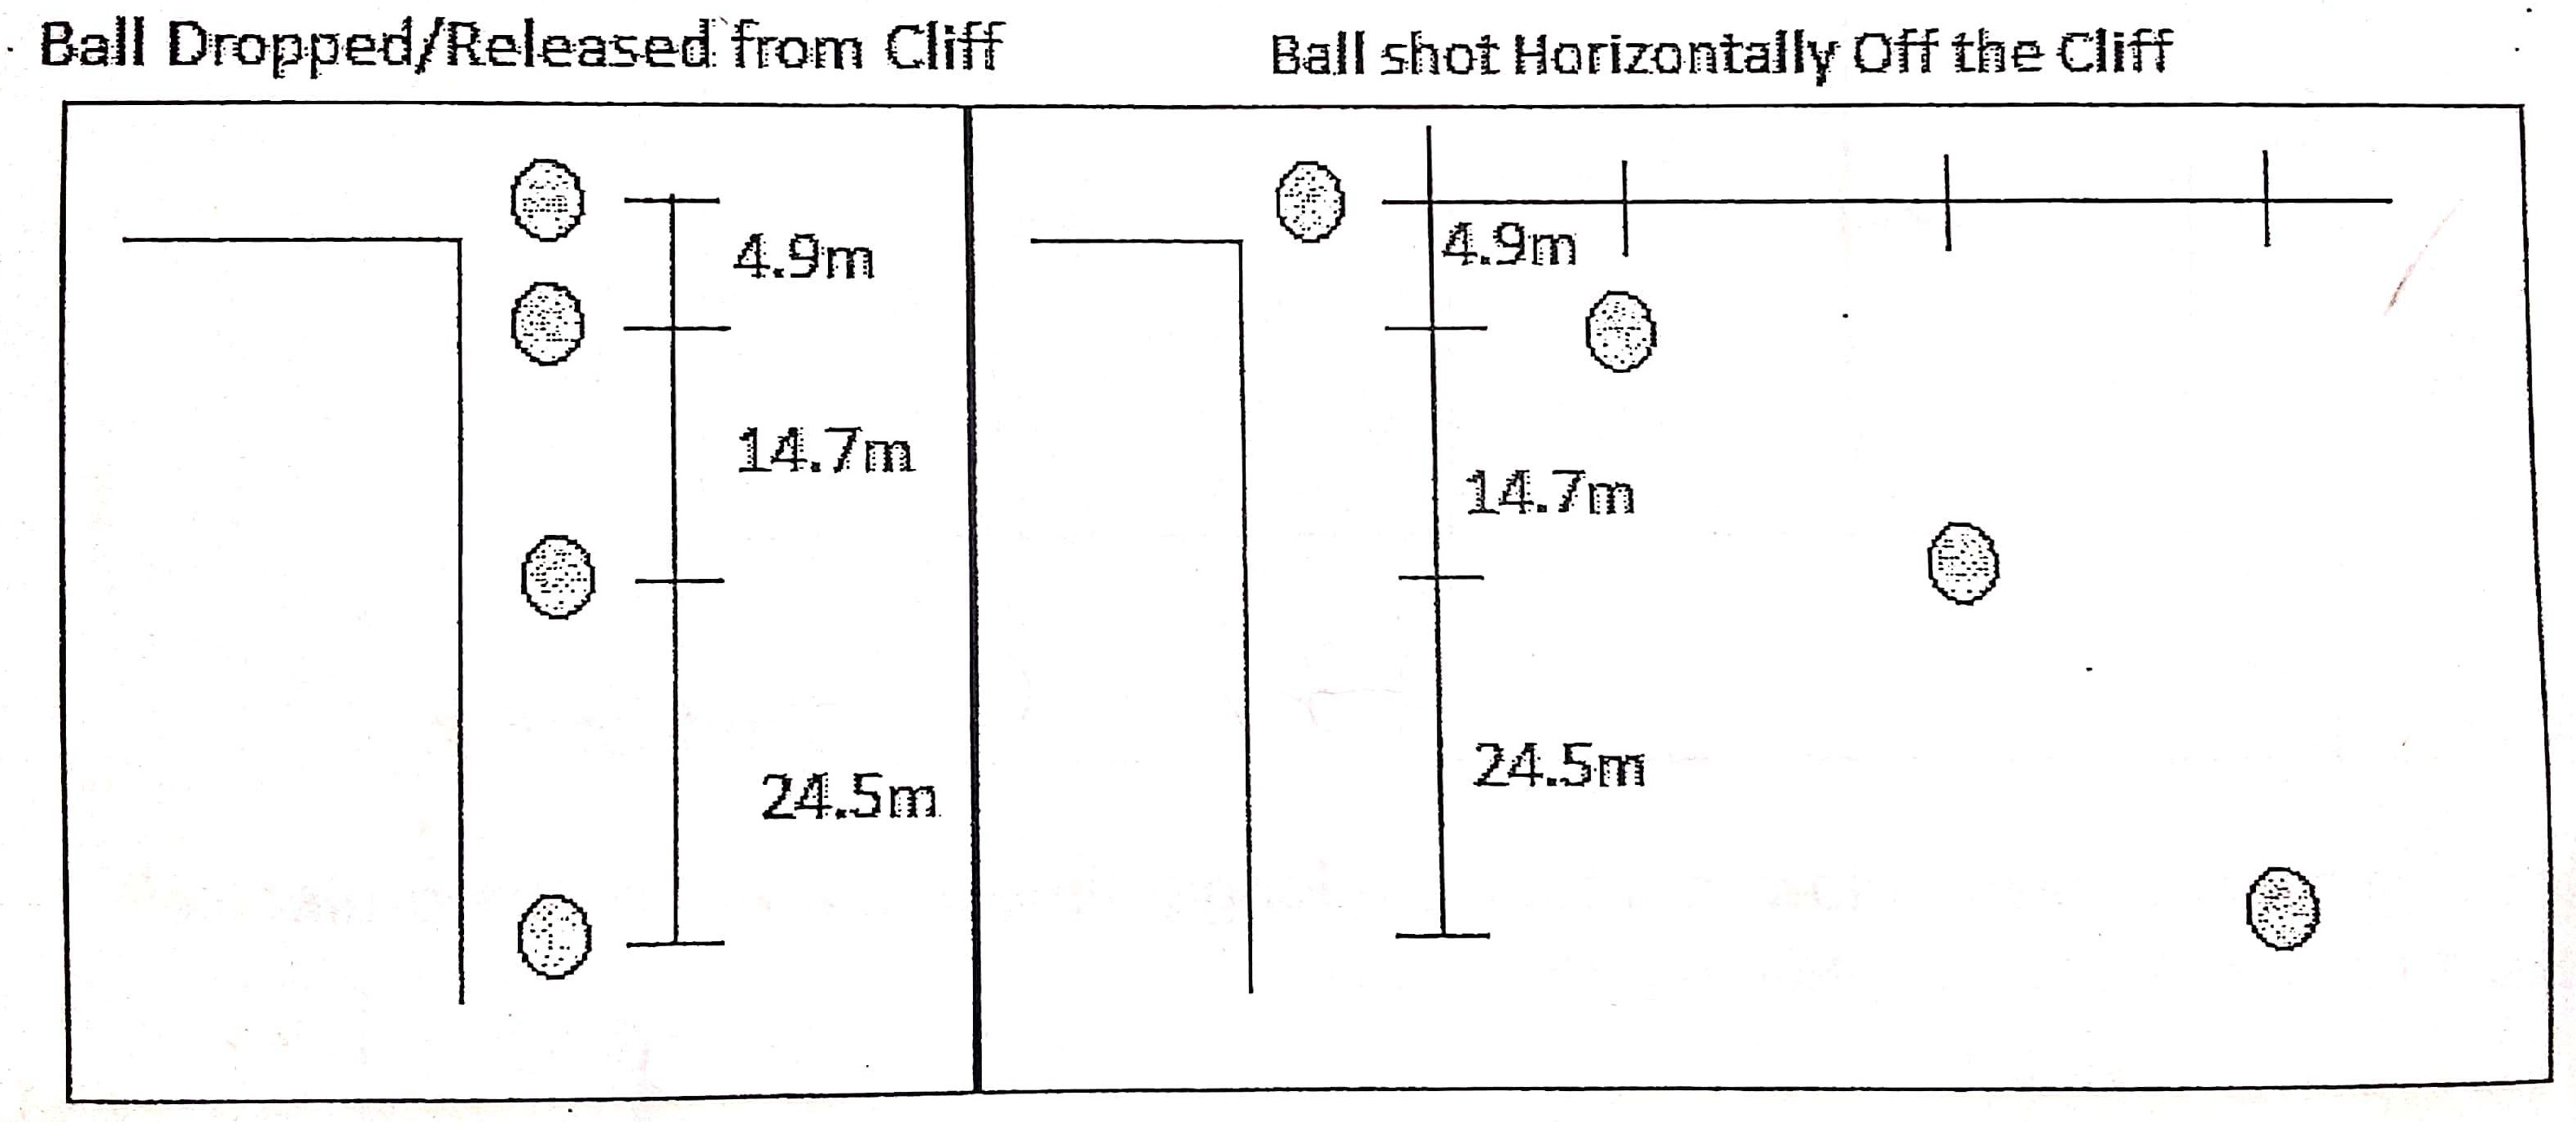 Ball Dropped/Released from Cliff
Ball shot Horizontally Off the Cliff
4.9m
14.7m
24.5m
4.9m
14.7m
24.5m